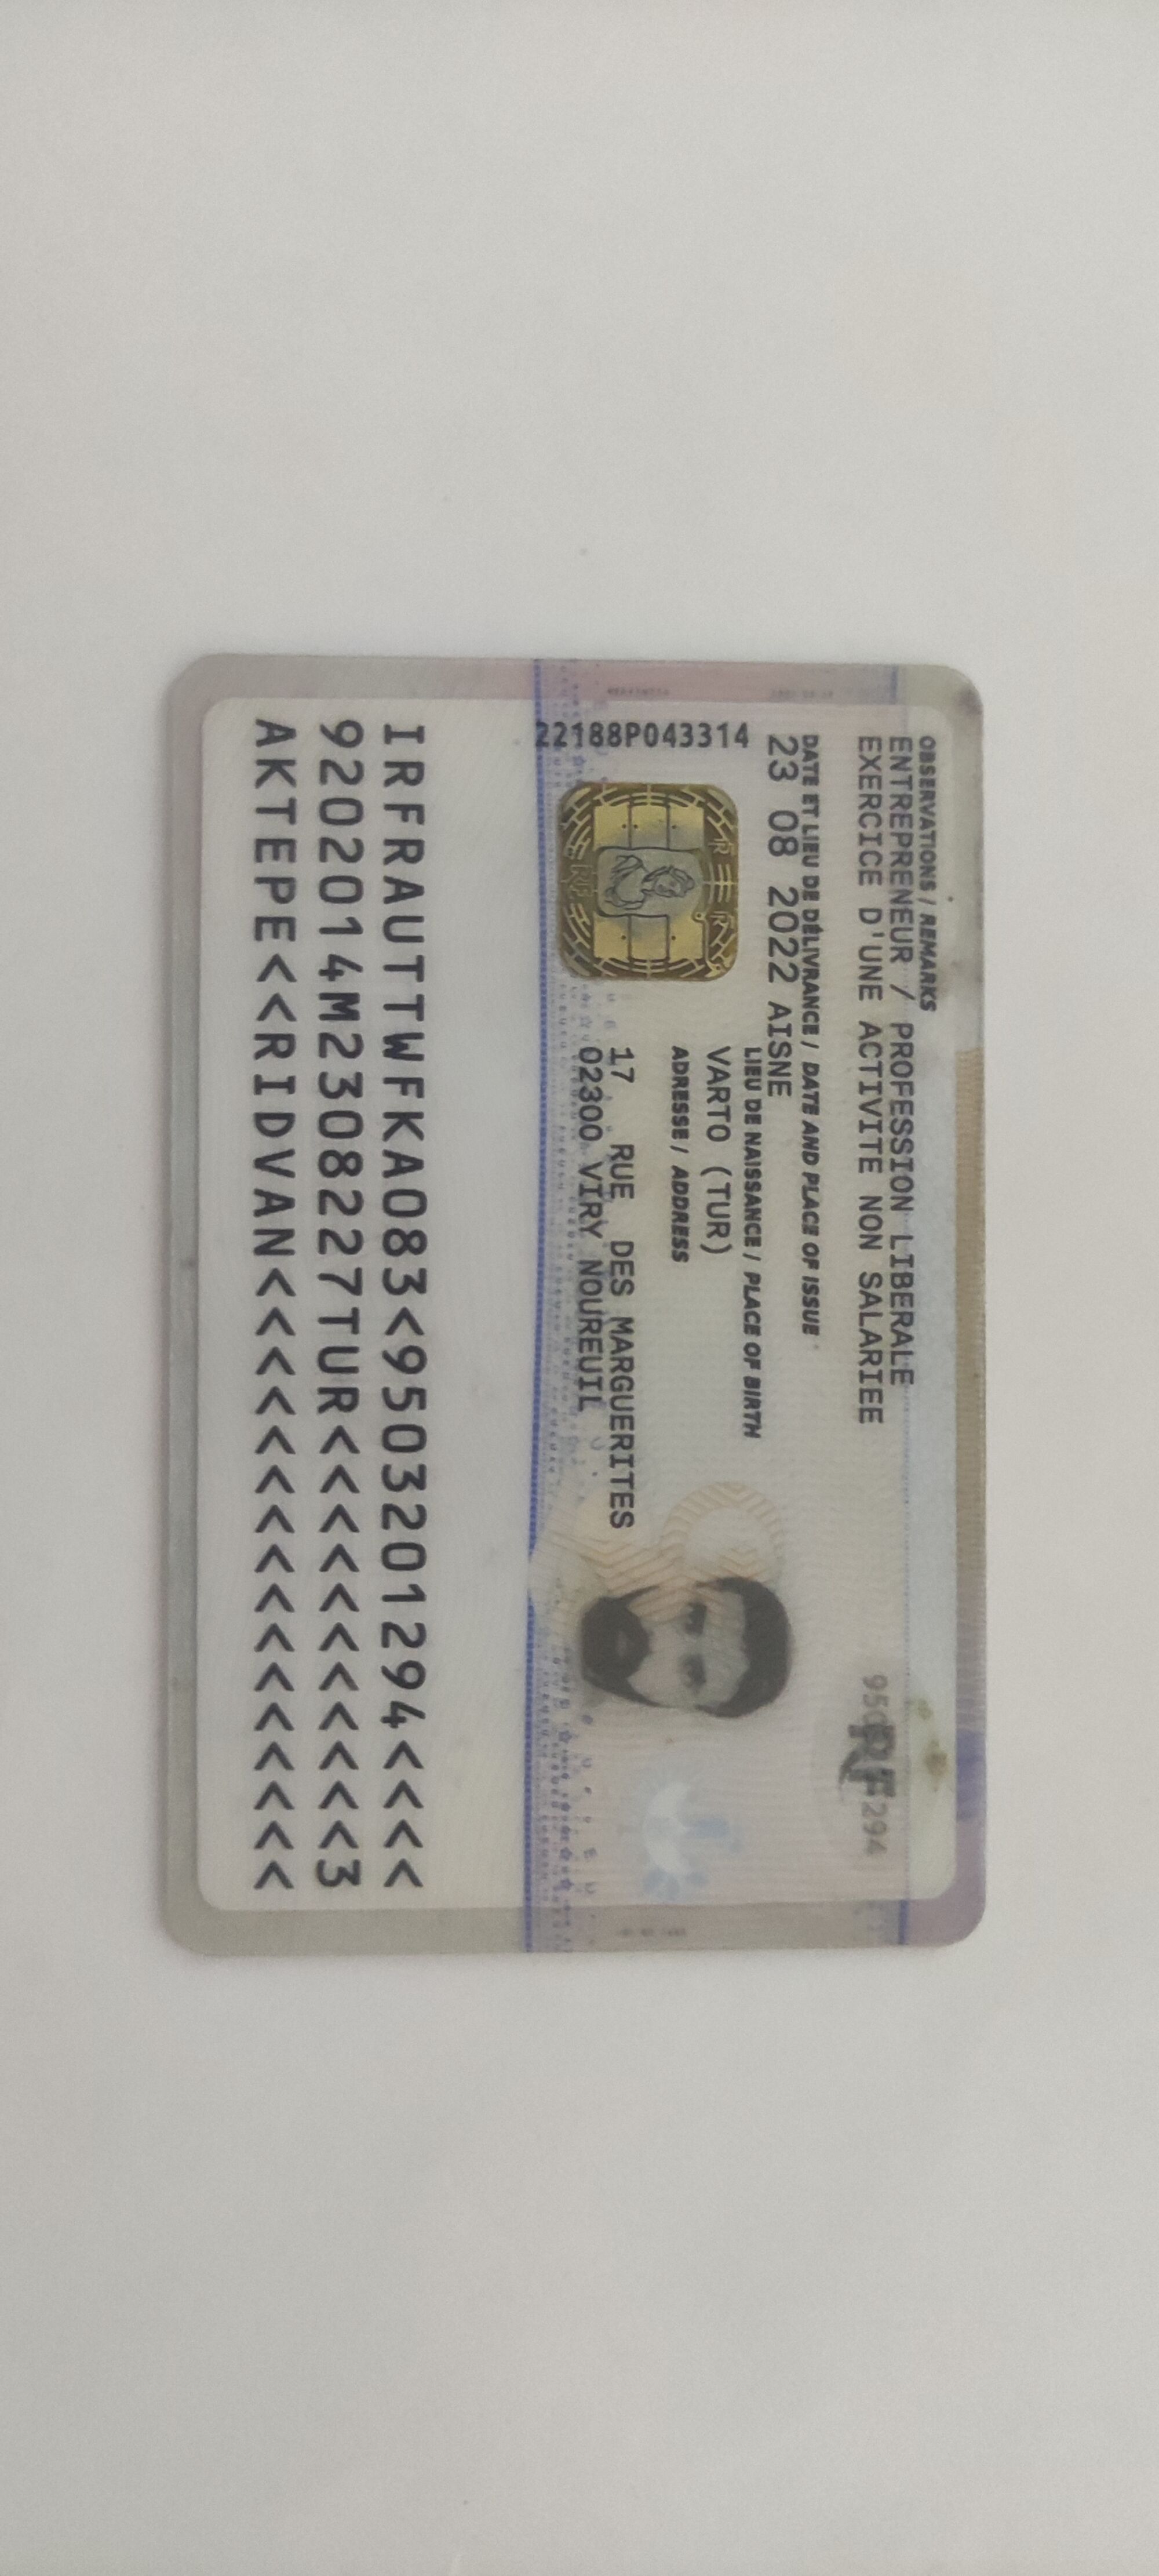 OBSERVATIONS / REMARKS
ENTREPRENEUR / PROFESSION LIBERALE
EXERCICE D'UNE ACTIVITE NON SALARIEE
RF
DATE ET LIEU DE DÉLIVRANCE / DATE AND PLACE OF ISSUE
23 08 2022 AISNE
LIEU DE NAISSANCE / PLACE OF BIRTH
VARTO (TUR)
ADRESSE / ADDRESS
17 RUE DES MARGUERITES
02300 VIRY NOUREUIL
22188P043314
IRFRAUTTWFKA083<9503201294<<<<
9202014M2308227TUR<<<<<<<<<<<3
AKTEPE<<RIDVAN<<<<<<<<<<<<<<<<